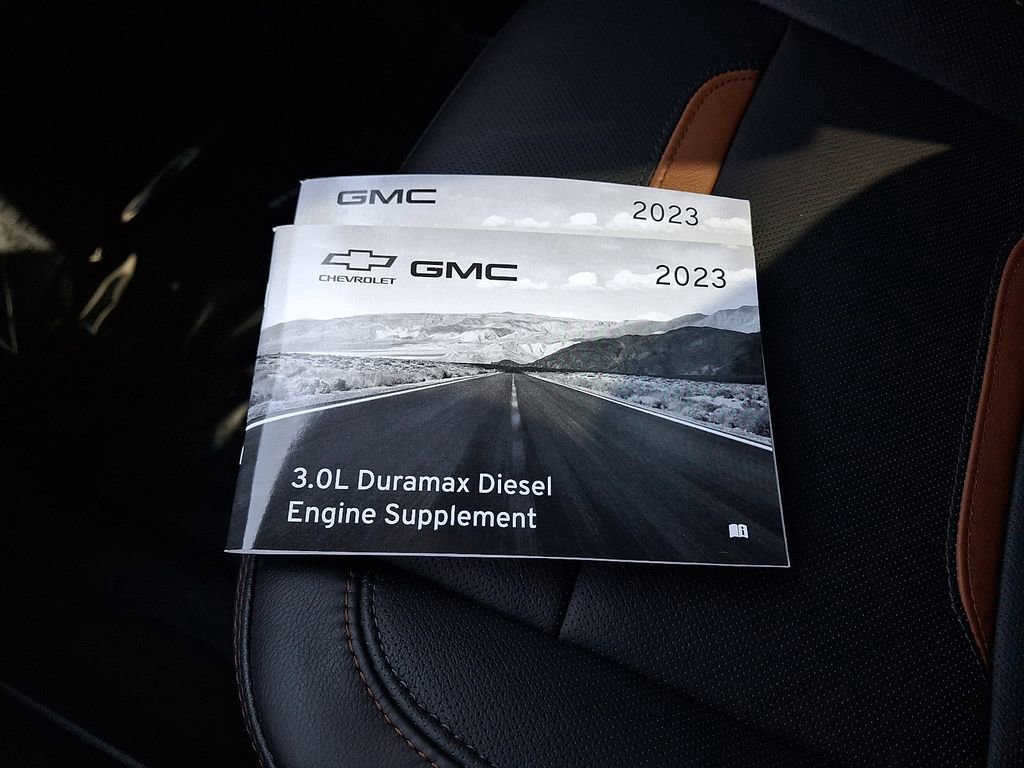 GMC 2023
CHEVROLET GMC 2023
3.0L Duramax Diesel
Engine Supplement